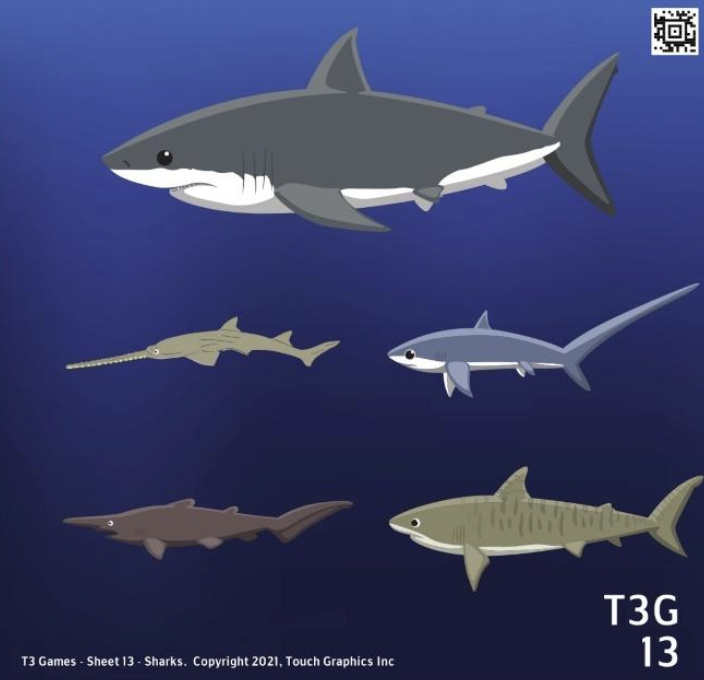 T3G
13
T3 Games - Sheet 13 - Sharks. Copyright 2021, Touch Graphics Inc